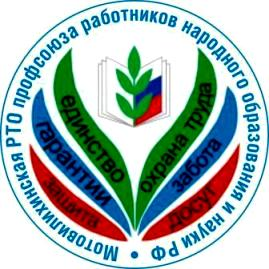 Мотовилихинская РТО профсоюза работников народного образования и науки РФ
единство
гарантии
защита
охрана труда
забота
досуг